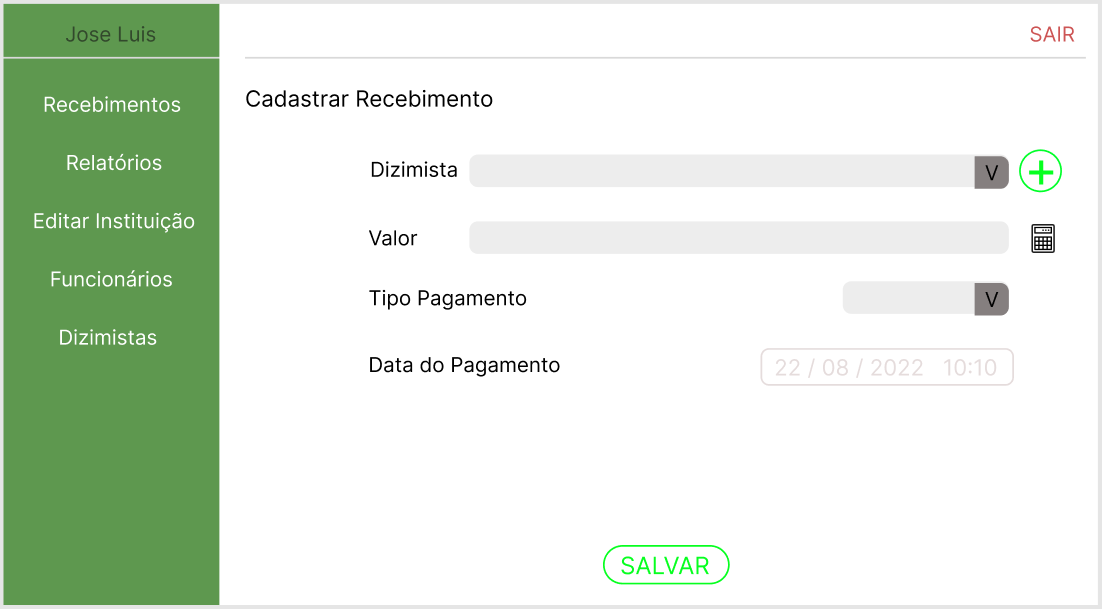 Jose Luis
SAIR
Recebimentos
Relatórios
Editar Instituição
Funcionários
Dizimistas
Cadastrar Recebimento
Dizimista
V
Valor
Tipo Pagamento
V
Data do Pagamento
22 / 08 / 2022 10:10
SALVAR